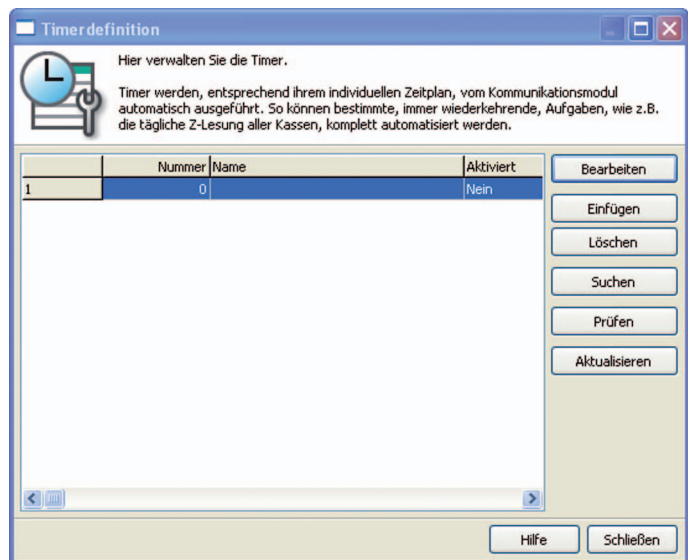 Timerdefinition
Hier verwalten Sie die Timer.
Timer werden, entsprechend ihrem individuellen Zeitplan, vom Kommunikationsmodul
automatisch ausgeführt. So können bestimmte, immer wiederkehrende, Aufgaben, wie z.B.
die tägliche Z-Lesung aller Kassen, komplett automatisiert werden.
Nummer Name Aktiviert
1 0 Nein
Bearbeiten
Einfügen
Löschen
Suchen
Prüfen
Aktualisieren
Hilfe Schließen